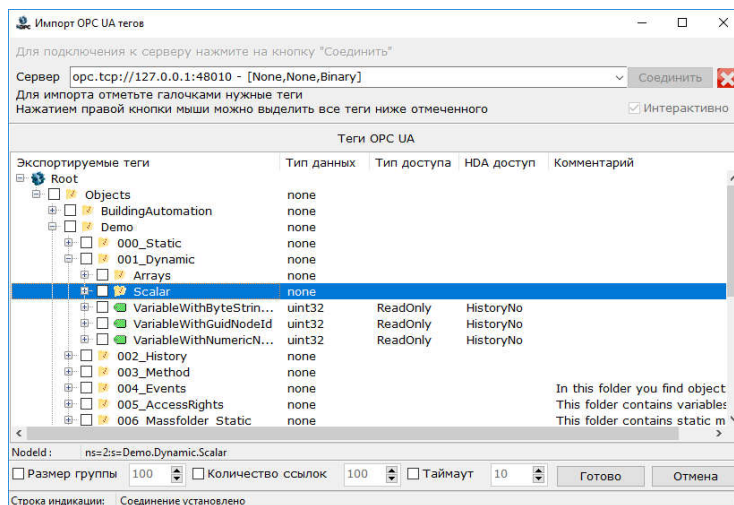 Импорт OPC UA тегов
Для подключения к серверу нажмите на кнопку "Соединить"
Сервер opc.tcp://127.0.0.1:48010 - [None,None,Binary] Соединить
Для импорта отметьте галочками нужные теги
Нажатием правой кнопки мыши можно выделить все теги ниже отмеченного Интерактивно
Теги OPC UA
Экспортируемые теги Тип данных Тип доступа HDA доступ Комментарий
Root
Objects none
BuildingAutomation none
Demo none
000_Static none
001_Dynamic none
Arrays none
Scalar none
VariableWithByteStrin... uint32 ReadOnly HistoryNo
VariableWithGuidNodeId uint32 ReadOnly HistoryNo
VariableWithNumericN... uint32 ReadOnly HistoryNo
002_History none
003_Method none
004_Events none In this folder you find object
005_AccessRights none This folder contains variables
006_Massfolder_Static none This folder contains static m
NodeId : ns=2;s=Demo.Dynamic.Scalar
Размер группы 100 Количество ссылок 100 Таймаут 10 Готово Отмена
Строка индикации: Соединение установлено